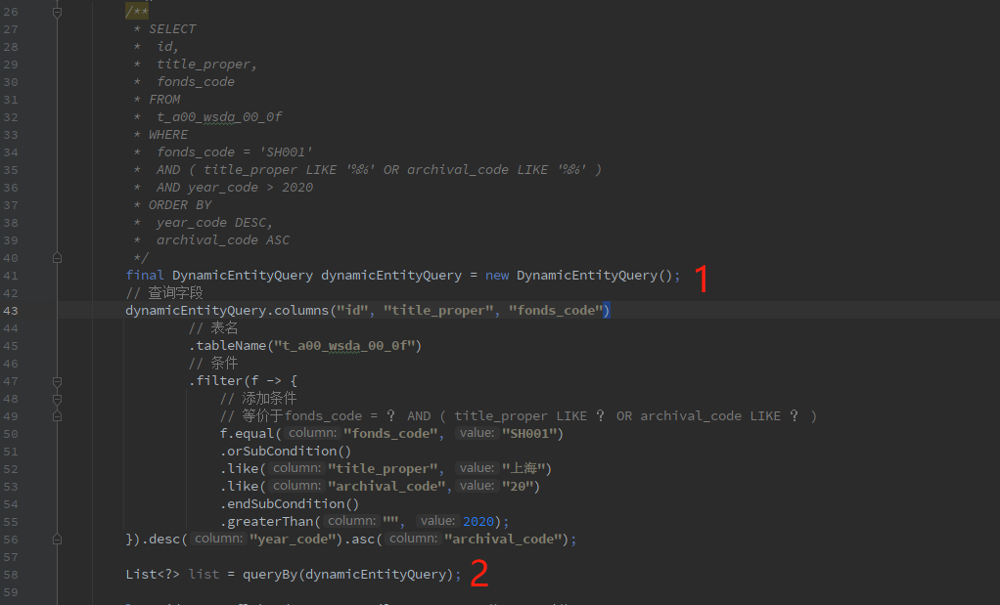 26 /**
27 * SELECT
28 * id,
29 * title_proper,
30 * fonds_code
31 * FROM
32 * t_a00_wsda_00_0f
33 * WHERE
34 * fonds_code = 'SH001'
35 * AND ( title_proper LIKE '%%' OR archival_code LIKE '%%' )
36 * AND year_code > 2020
37 * ORDER BY
38 * year_code DESC,
39 * archival_code ASC
40 */
41 final DynamicEntityQuery dynamicEntityQuery = new DynamicEntityQuery(); 1
42 // 查询字段
43 dynamicEntityQuery.columns("id", "title_proper", "fonds_code")
44 // 表名
45 .tableName("t_a00_wsda_00_0f")
46 // 条件
47 .filter(f -> {
48 // 添加条件
49 // 等价于fonds_code = ? AND ( title_proper LIKE ? OR archival_code LIKE ? )
50 f.equal( column: "fonds_code", value: "SH001")
51 .orSubCondition()
52 .like( column: "title_proper", value: "上海")
53 .like( column: "archival_code", value: "20")
54 .endSubCondition()
55 .greaterThan( column: "", value: 2020);
56 }).desc( column: "year_code").asc( column: "archival_code");
57
58 List<?> list = queryBy(dynamicEntityQuery); 2
59